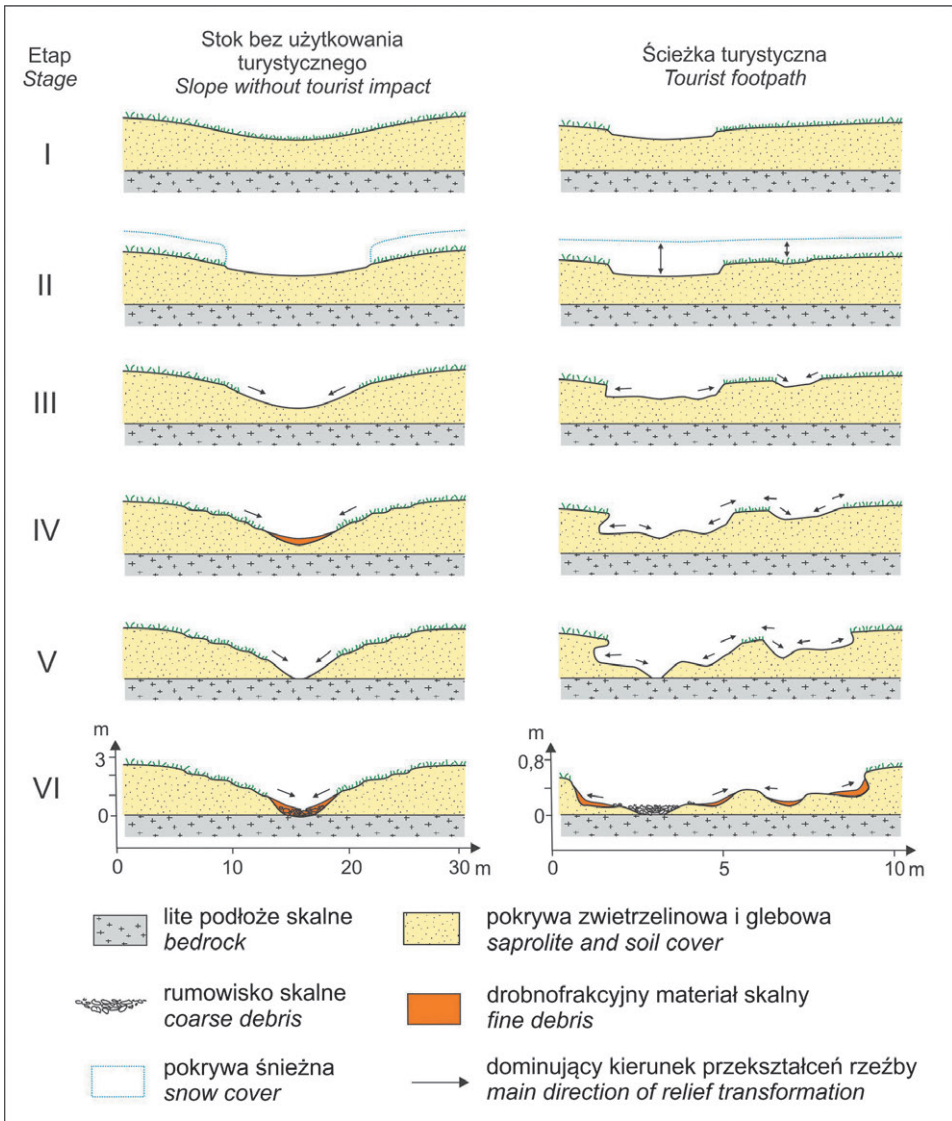 Etap
Stage
Stok bez użytkowania
turystycznego
Slope without tourist impact
Ścieżka turystyczna
Tourist footpath
I
II
III
IV
V
VI
m
3
0
0
10
20
30 m
m
0,8
0
0
5
10 m
lite podłoże skalne
bedrock
pokrywa zwietrzelinowa i glebowa
saprolite and soil cover
rumowisko skalne
coarse debris
drobnofrakcyjny materiał skalny
fine debris
pokrywa śnieżna
snow cover
dominujący kierunek przekształceń rzeźby
main direction of relief transformation